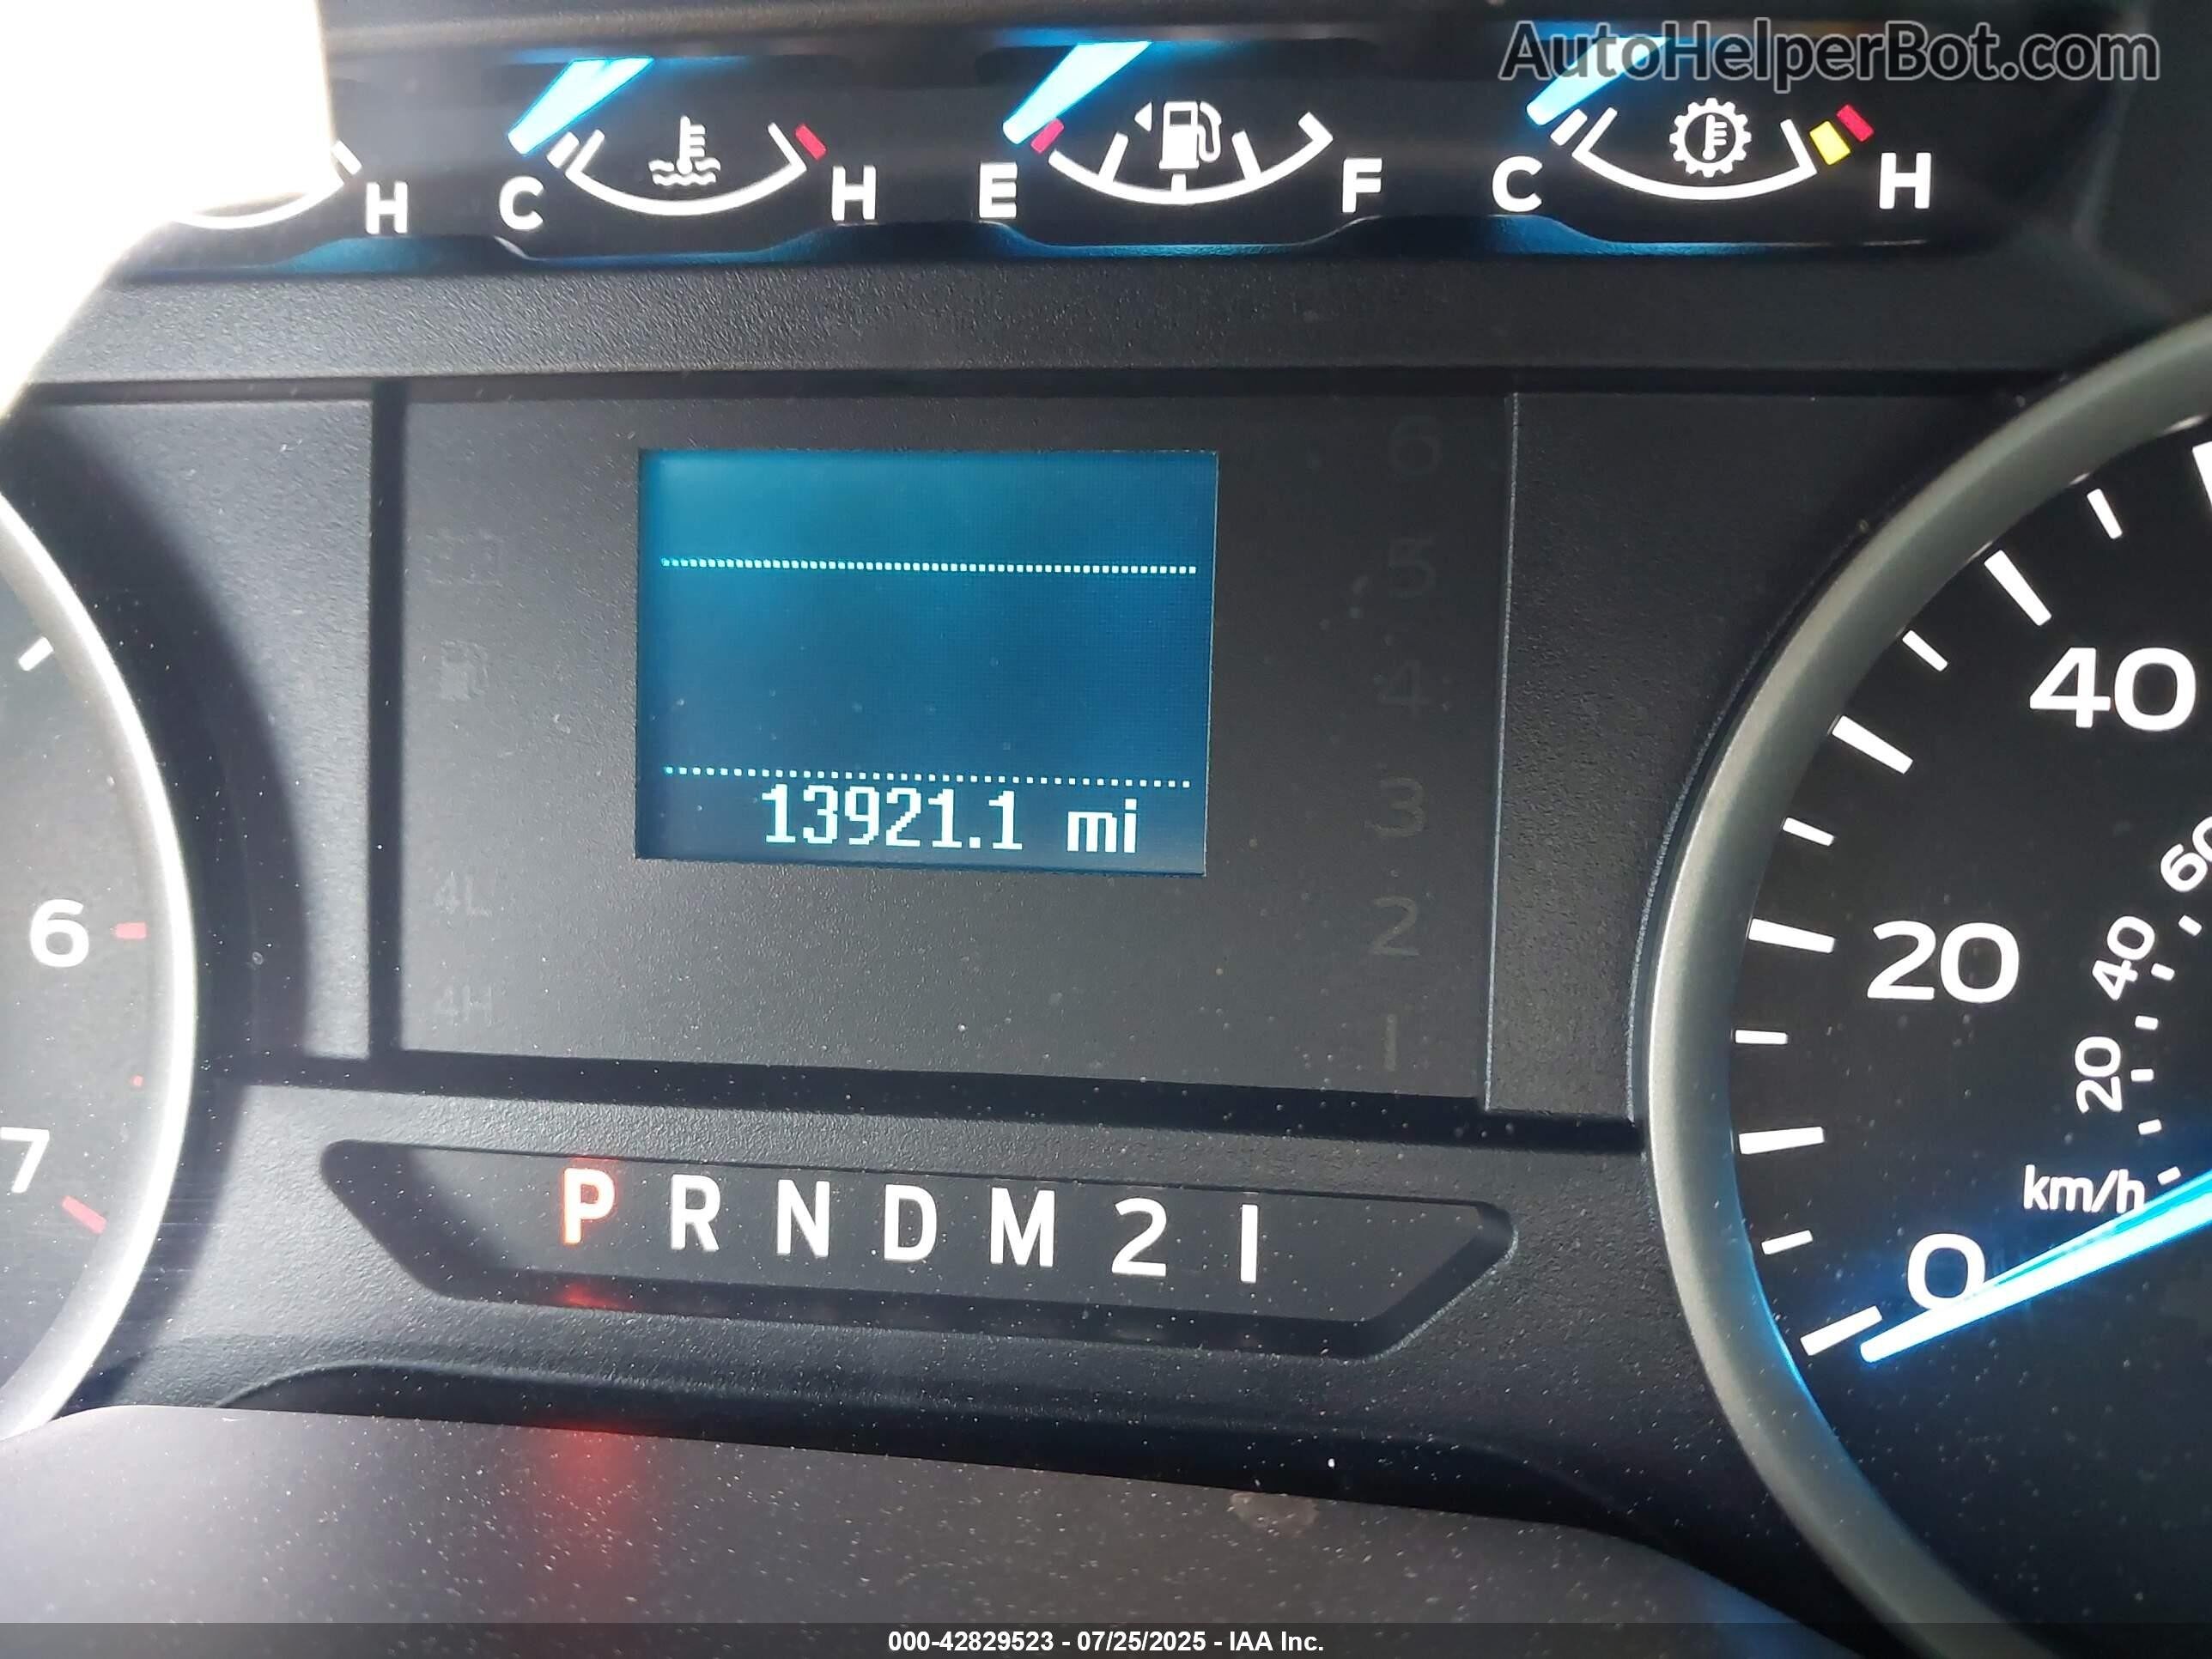 AutoHelperBot.com
H C H E F C H
6
5
4
3
2
1
4L
4H
13921.1 mi
6
7
40
20
0
60
40
20
km/h
P R N D M 2 1
000-42829523 - 07/25/2025 - IAA Inc.